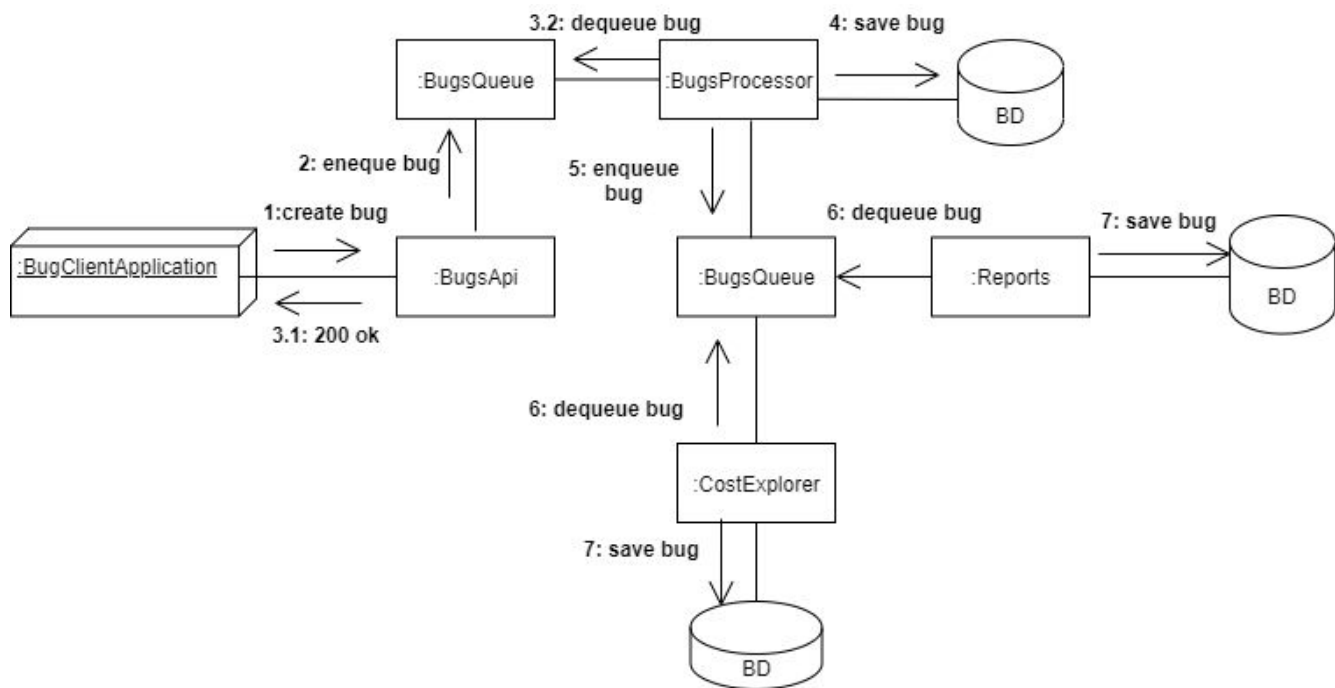 3.2: dequeue bug
4: save bug
:BugsQueue
:BugsProcessor
BD
2: eneque bug
5: enqueue
bug
1:create bug
6: dequeue bug
7: save bug
:BugClientApplication
:BugsApi
:BugsQueue
:Reports
BD
3.1: 200 ok
6: dequeue bug
:CostExplorer
7: save bug
BD